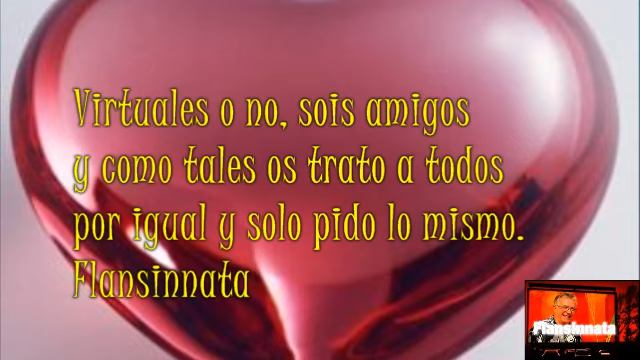 Virtuales o no, sois amigos
y como tales os trato a todos
por igual y solo pido lo mismo.
Flansinnata
Flansinnata